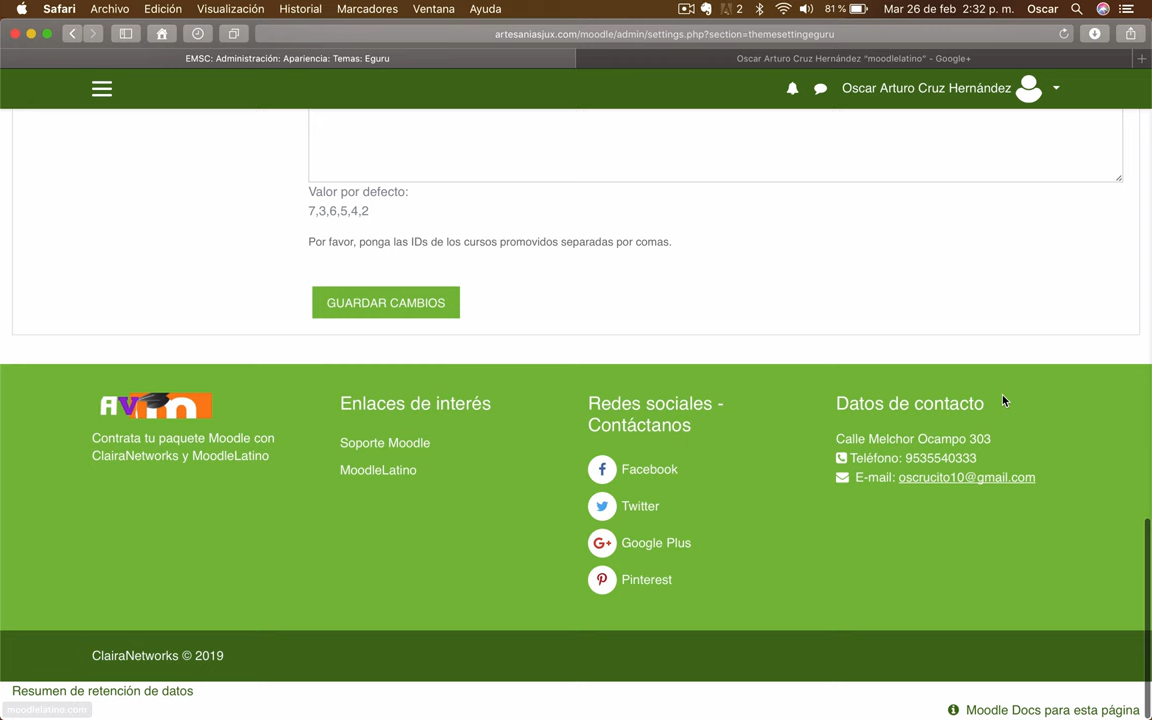 Safari Archivo Edición Visualización Historial Marcadores Ventana Ayuda 2 81% Mar 26 de feb 2:32 p. m. Oscar
artesaniasjux.com/moodle/admin/settings.php?section=themesettingeguru
EMSC: Administración: Apariencia: Temas: Eguru Oscar Arturo Cruz Hernández "moodlelatino" - Google+
Oscar Arturo Cruz Hernández
Valor por defecto:
7,3,6,5,4,2
Por favor, ponga las IDs de los cursos promovidos separadas por comas.
GUARDAR CAMBIOS
AVM
Contrata tu paquete Moodle con
ClairaNetworks y MoodleLatino
Enlaces de interés
Soporte Moodle
MoodleLatino
Redes sociales -
Contáctanos
Facebook
Twitter
G+ Google Plus
Pinterest
Datos de contacto
Calle Melchor Ocampo 303
Teléfono: 9535540333
E-mail: oscrucito10@gmail.com
ClairaNetworks © 2019
Resumen de retención de datos
moodlelatino.com
Moodle Docs para esta página